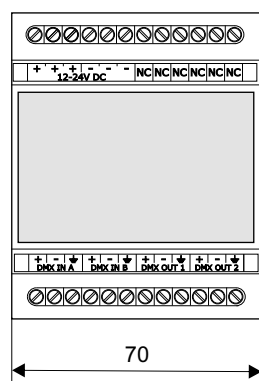 + + + - - - NC NC NC NC NC NC
12-24V DC
+ - ⏚ + - ⏚ + - ⏚ + - ⏚
DMX IN A DMX IN B DMX OUT 1 DMX OUT 2
70